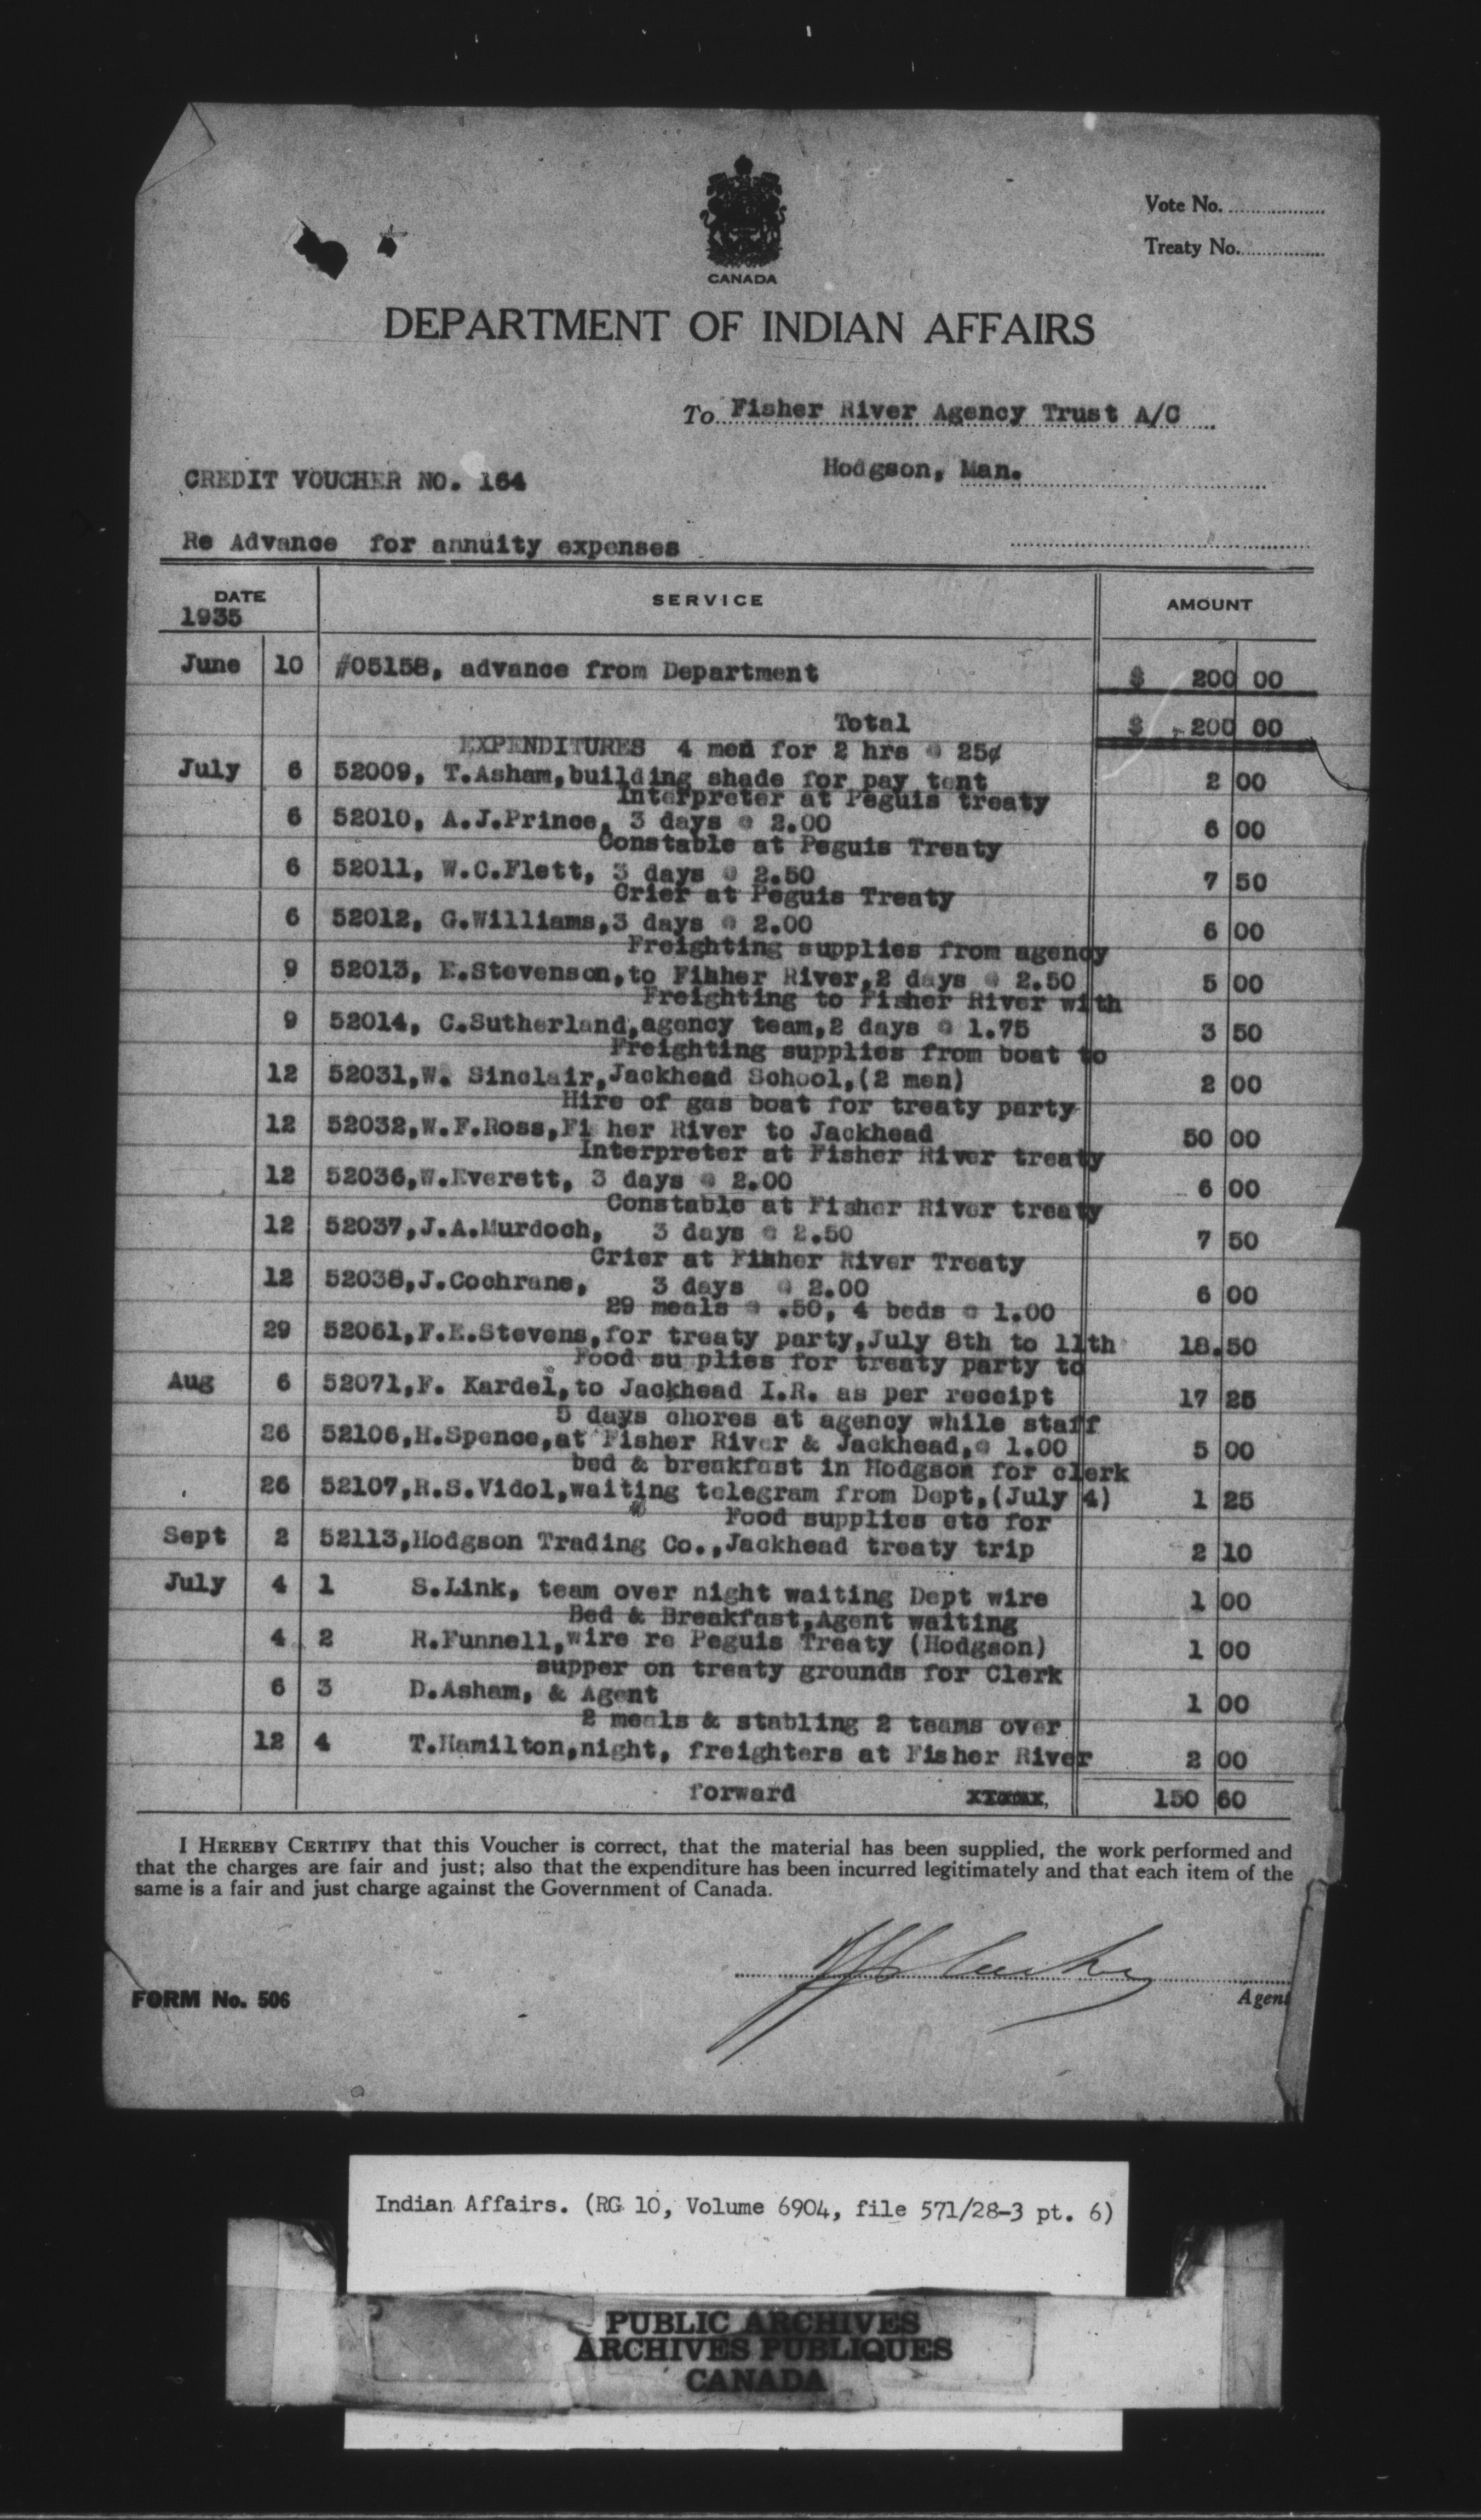 Vote No.
Treaty No.
CANADA
DEPARTMENT OF INDIAN AFFAIRS
To Fisher River Agency Trust A/C
Hodgson, Man.
CREDIT VOUCHER NO. 164
Re Advance for annuity expenses
DATE SERVICE AMOUNT
1935
June 10 #05158, advance from Department $ 200 00
Total $ 200 00
EXPENDITURES 4 men for 2 hrs @ 25¢
July 6 52009, T.Asham,building shade for pay tent 2 00
Interpreter at Peguis treaty
6 52010, A.J.Prince, 3 days @ 2.00 6 00
Constable at Peguis Treaty
6 52011, W.C.Flett, 3 days @ 2.50 7 50
Crier at Peguis Treaty
6 52012, G.Williams,3 days @ 2.00 6 00
Freighting supplies from agency
9 52013, E.Stevenson,to Fihher River,2 days @ 2.50 5 00
Freighting to Fisher River with
9 52014, C.Sutherland,agency team,2 days @ 1.75 3 50
Freighting supplies from boat to
12 52031,W. Sinclair,Jackhead School,(2 men) 2 00
Hire of gas boat for treaty party
12 52032,W.F.Ross,Fi her River to Jackhead 50 00
Interpreter at Fisher River treaty
12 52036,W.Everett, 3 days @ 2.00 6 00
Constable at Fisher River treaty
12 52037,J.A.Murdoch, 3 days @ 2.50 7 50
Crier at Fihher River Treaty
12 52038,J.Cochrane, 3 days @ 2.00 6 00
29 meals @ .50, 4 beds @ 1.00
29 52061,F.E.Stevens,for treaty party,July 8th to 11th 18.50
Food su plies for treaty party to
Aug 6 52071,F. Kardel,to Jackhead I.R. as per receipt 17 25
5 days chores at agency while staff
26 52106,H.Spence,at Fisher River & Jackhead,@ 1.00 5 00
bed & breakfast in Hodgson for clerk
26 52107,R.S.Vidol,waiting telegram from Dept,(July 4) 1 25
Food supplies etc for
Sept 2 52113,Hodgson Trading Co.,Jackhead treaty trip 2 10
July 4 1 S.Link, team over night waiting Dept wire 1 00
Bed & Breakfast,Agent waiting
4 2 R.Funnell,wire re Peguis Treaty (Hodgson) 1 00
supper on treaty grounds for Clerk
6 3 D.Asham, & Agent 1 00
2 meals & stabling 2 teams over
12 4 T.Hamilton,night, freighters at Fisher River 2 00
forward 150 60
I HEREBY CERTIFY that this Voucher is correct, that the material has been supplied, the work performed and
that the charges are fair and just; also that the expenditure has been incurred legitimately and that each item of the
same is a fair and just charge against the Government of Canada.
Agent
FORM No. 506
Indian Affairs. (RG 10, Volume 6904, file 571/28-3 pt. 6)
PUBLIC ARCHIVES
ARCHIVES PUBLIQUES
CANADA